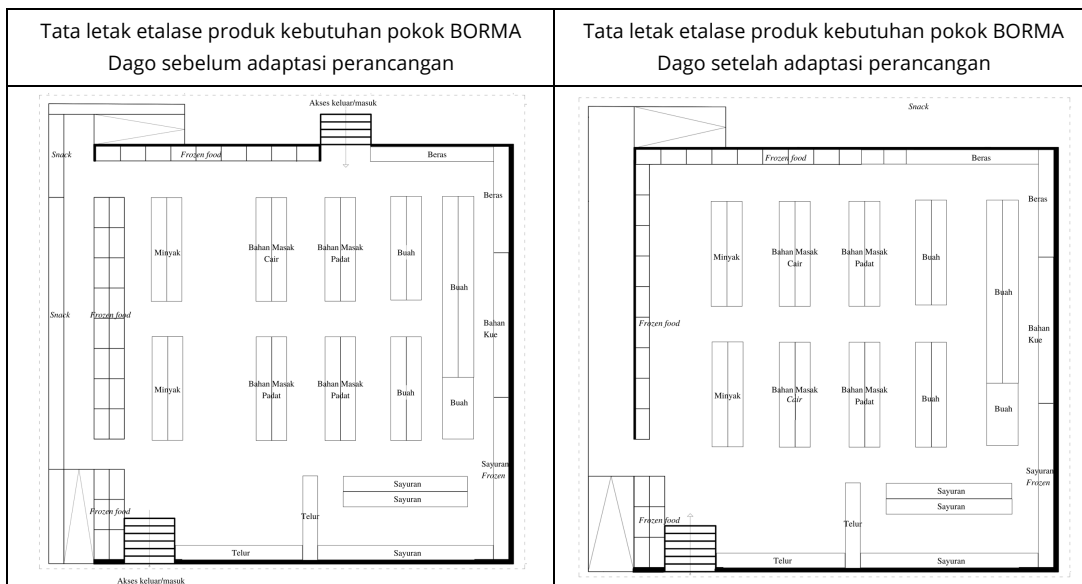 Tata letak etalase produk kebutuhan pokok BORMA
Dago sebelum adaptasi perancangan
Tata letak etalase produk kebutuhan pokok BORMA
Dago setelah adaptasi perancangan
Akses keluar/masuk
Snack
Frozen food
Beras
Beras
Minyak
Bahan Masak
Cair
Bahan Masak
Padat
Buah
Buah
Snack
Frozen food
Bahan
Kue
Minyak
Bahan Masak
Padat
Bahan Masak
Padat
Buah
Buah
Sayuran
Frozen
Sayuran
Sayuran
Frozen food
Telur
Telur
Sayuran
Akses keluar/masuk
Snack
Frozen food
Beras
Beras
Minyak
Bahan Masak
Cair
Bahan Masak
Padat
Buah
Buah
Frozen food
Bahan
Kue
Minyak
Bahan Masak
Cair
Bahan Masak
Padat
Buah
Buah
Sayuran
Frozen
Sayuran
Sayuran
Frozen food
Telur
Telur
Sayuran